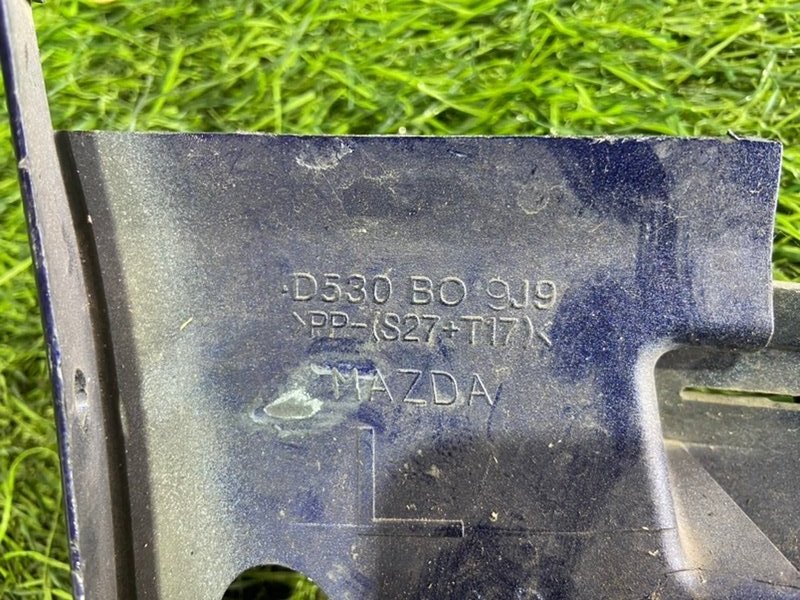 D530 BO 9J9
>PP-(S27+T17)<
MAZDA
L